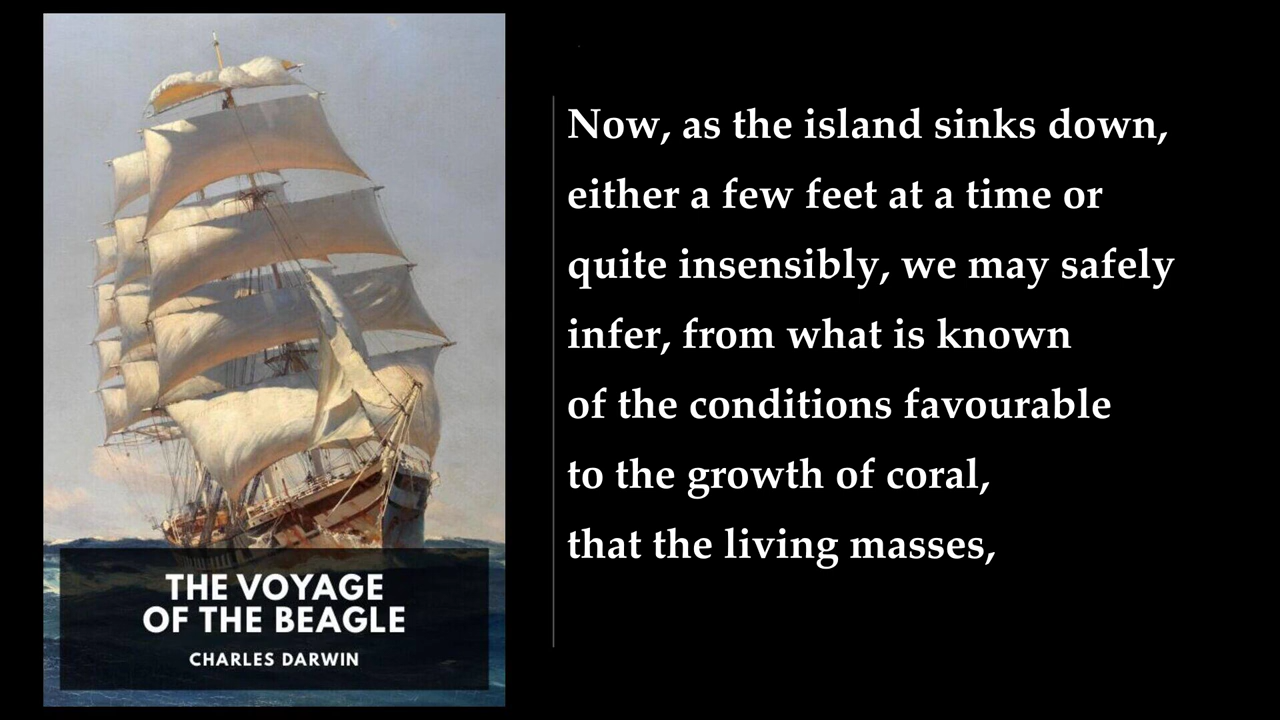 THE VOYAGE
OF THE BEAGLE
CHARLES DARWIN
Now, as the island sinks down,
either a few feet at a time or
quite insensibly, we may safely
infer, from what is known
of the conditions favourable
to the growth of coral,
that the living masses,